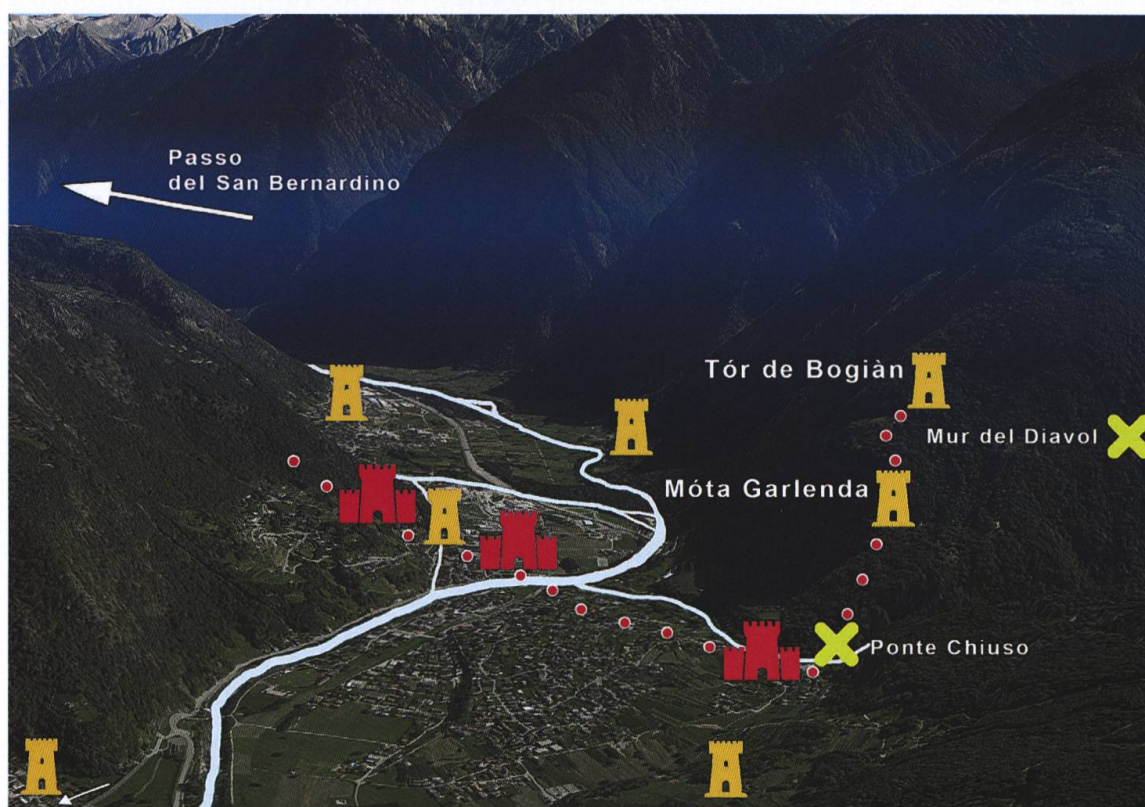 Passo
del San Bernardino
Tór de Bogiàn
Mur del Diavol
Móta Garlenda
Ponte Chiuso